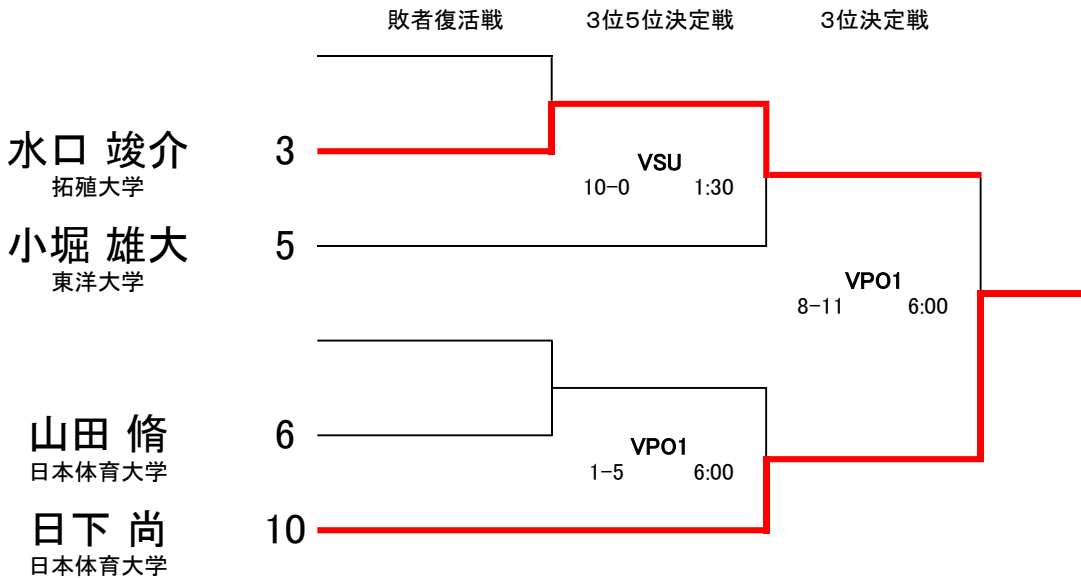 敗者復活戦 3位5位決定戦 3位決定戦
水口 竣介 3
拓殖大学
VSU
10-0 1:30
小堀 雄大 5
東洋大学
VPO1
8-11 6:00
山田 脩 6
日本体育大学
VPO1
1-5 6:00
日下 尚 10
日本体育大学